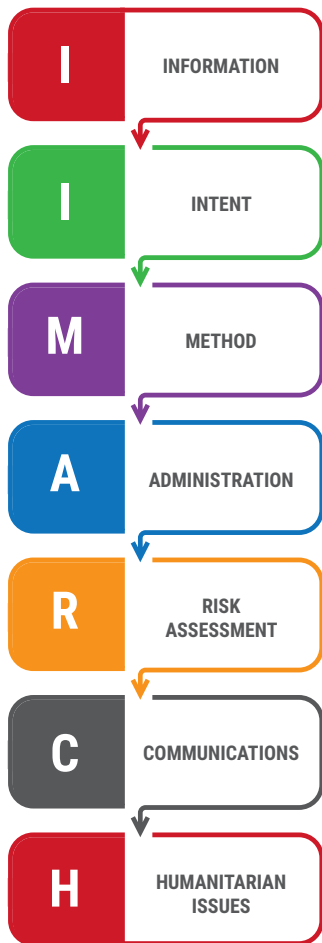 I
INFORMATION
I
INTENT
M
METHOD
A
ADMINISTRATION
R
RISK
ASSESSMENT
C
COMMUNICATIONS
H
HUMANITARIAN
ISSUES